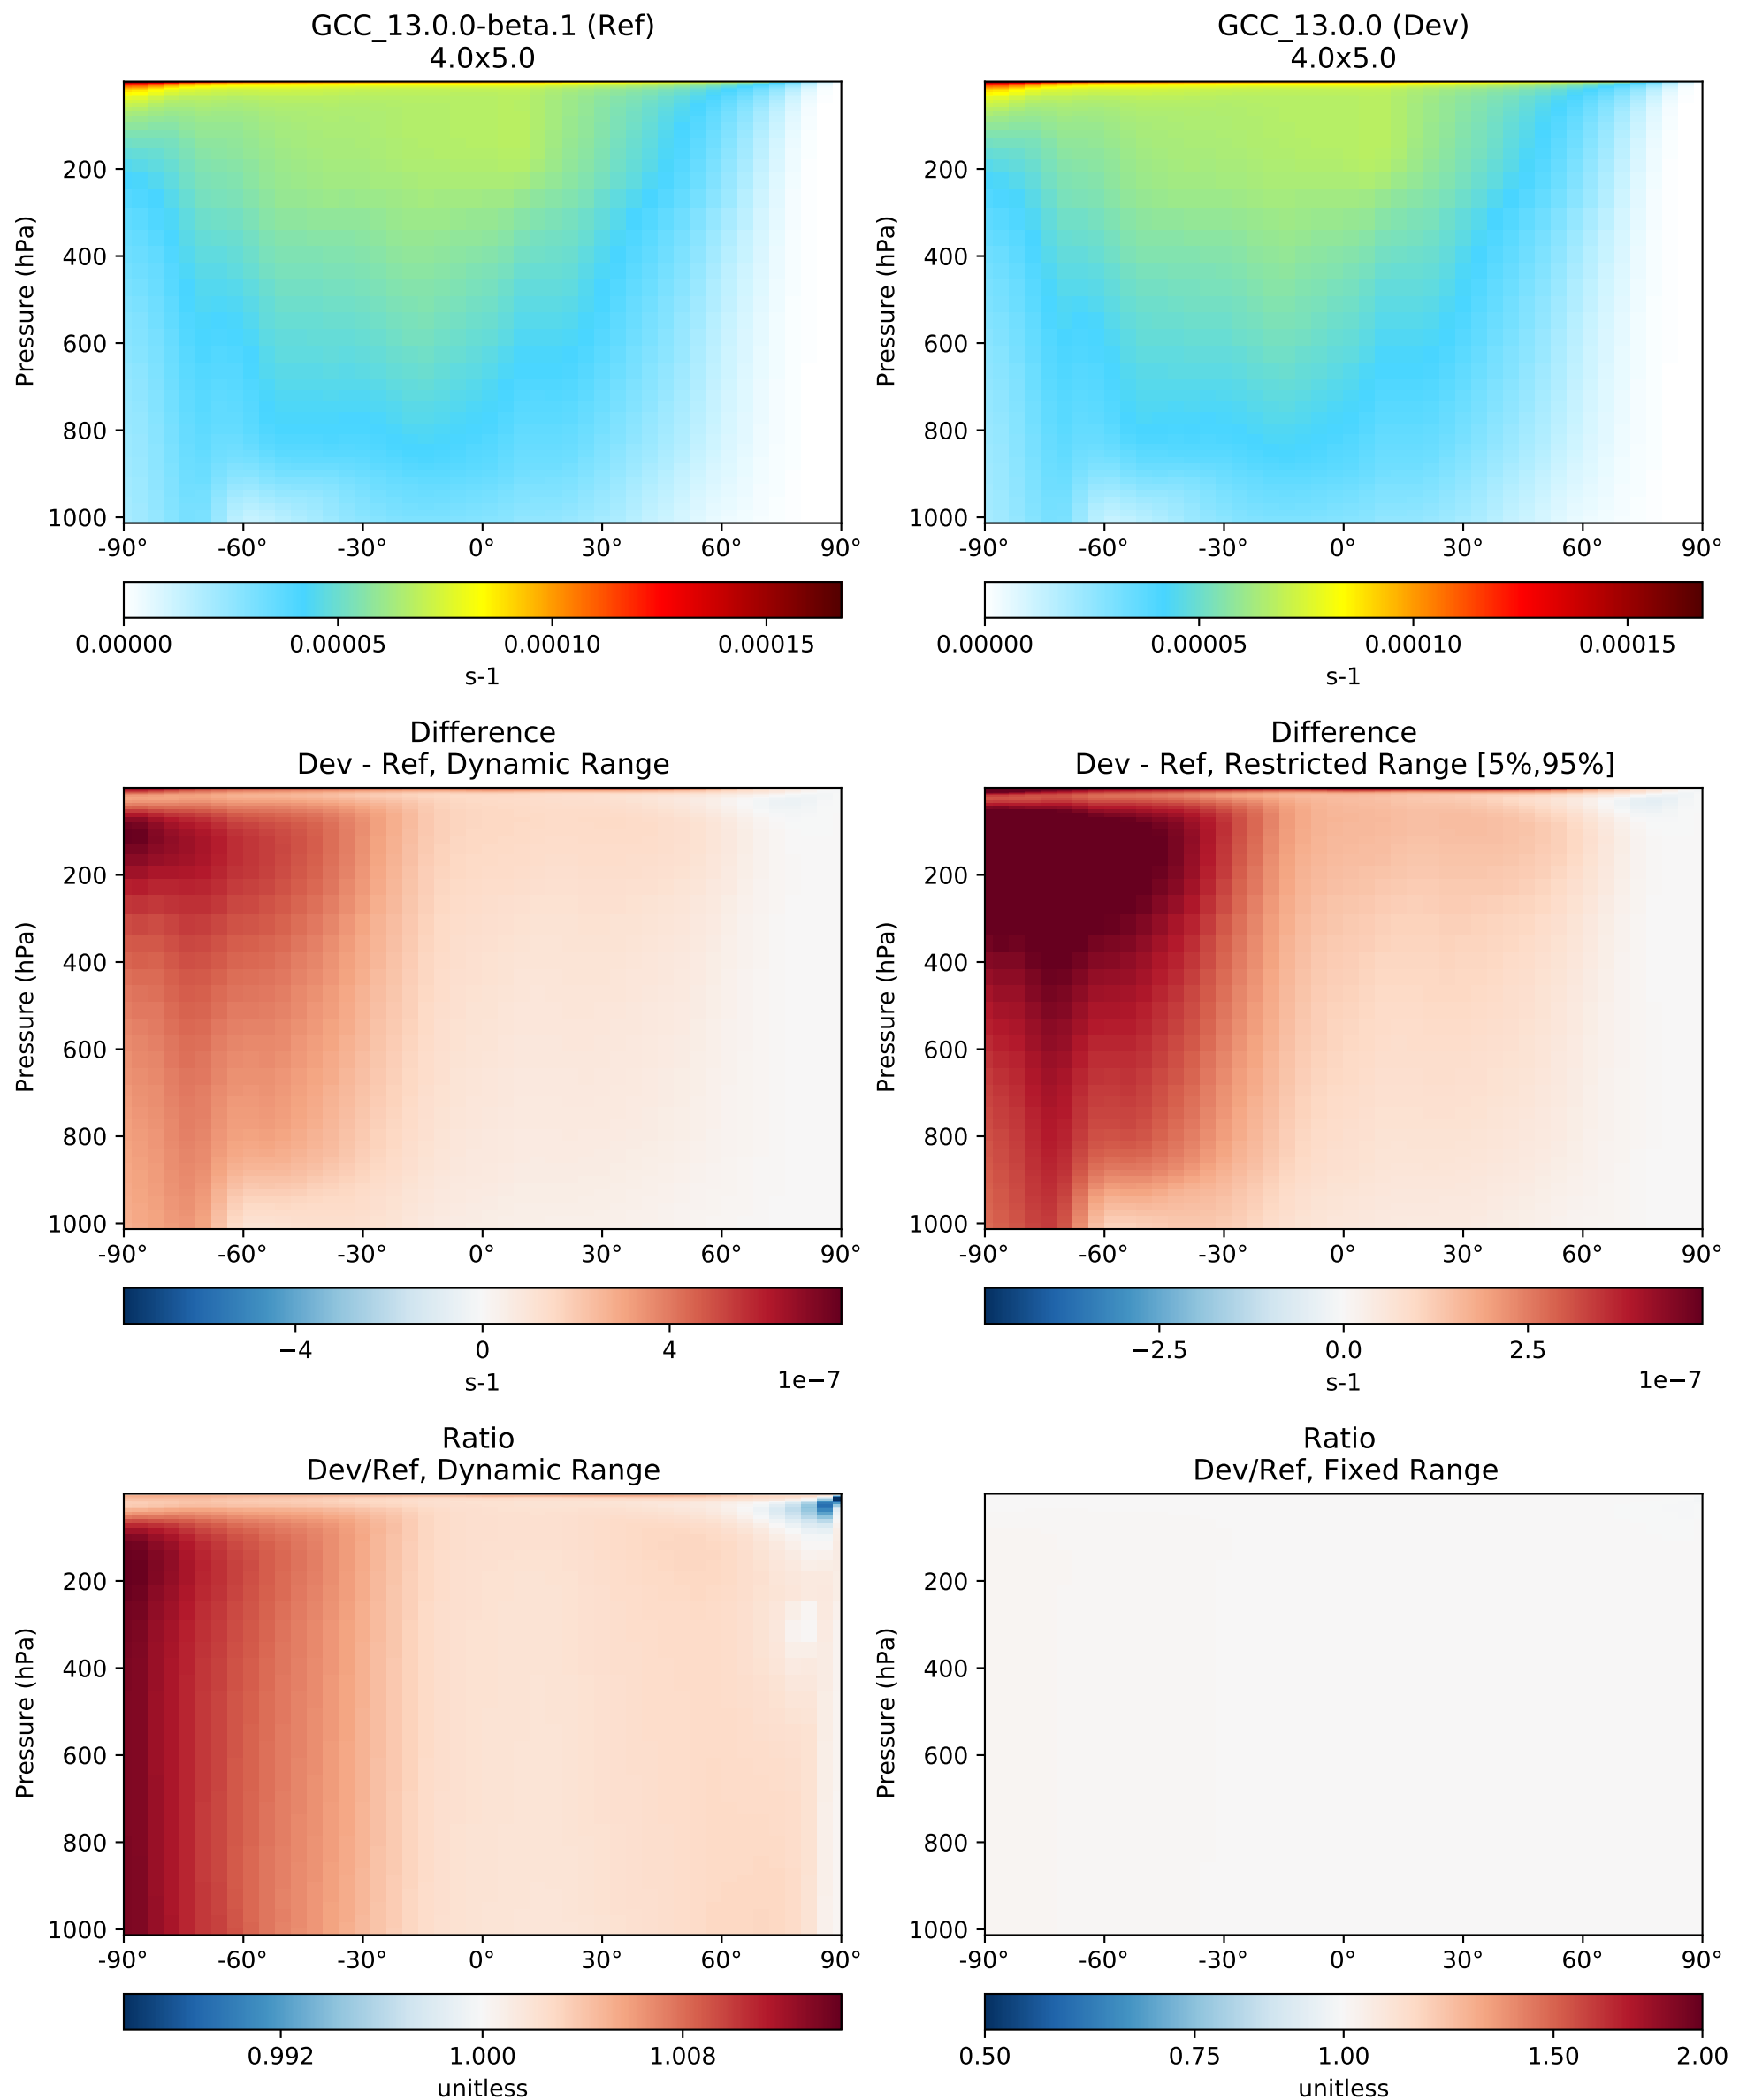 GCC_13.0.0-beta.1 (Ref)
4.0x5.0
Pressure (hPa)
200
400
600
800
1000
-90° -60° -30° 0° 30° 60° 90°
0.00000 0.00005 0.00010 0.00015
s-1
GCC_13.0.0 (Dev)
4.0x5.0
Pressure (hPa)
200
400
600
800
1000
-90° -60° -30° 0° 30° 60° 90°
0.00000 0.00005 0.00010 0.00015
s-1
Difference
Dev - Ref, Dynamic Range
Pressure (hPa)
200
400
600
800
1000
-90° -60° -30° 0° 30° 60° 90°
−4 0 4
s-1 1e−7
Difference
Dev - Ref, Restricted Range [5%,95%]
Pressure (hPa)
200
400
600
800
1000
-90° -60° -30° 0° 30° 60° 90°
−2.5 0.0 2.5
s-1 1e−7
Ratio
Dev/Ref, Dynamic Range
Pressure (hPa)
200
400
600
800
1000
-90° -60° -30° 0° 30° 60° 90°
0.992 1.000 1.008
unitless
Ratio
Dev/Ref, Fixed Range
Pressure (hPa)
200
400
600
800
1000
-90° -60° -30° 0° 30° 60° 90°
0.50 0.75 1.00 1.50 2.00
unitless